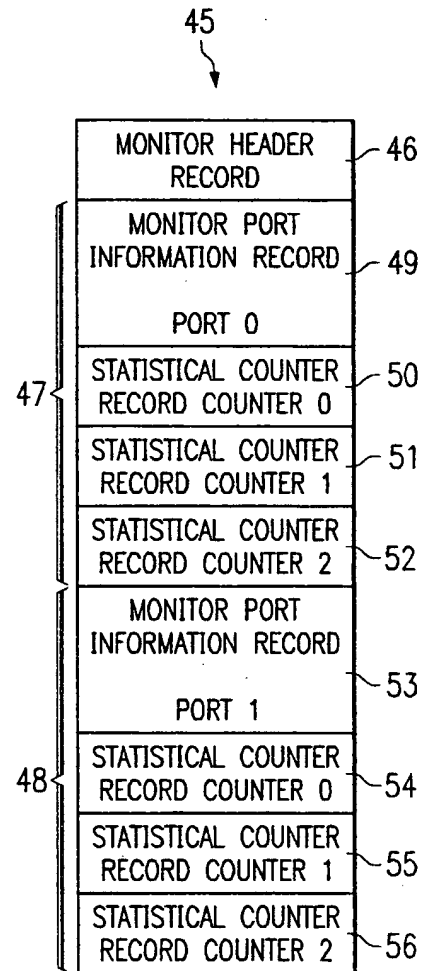 45
MONITOR HEADER
RECORD
46
MONITOR PORT
INFORMATION RECORD
PORT 0
49
47
STATISTICAL COUNTER
RECORD COUNTER 0
50
STATISTICAL COUNTER
RECORD COUNTER 1
51
STATISTICAL COUNTER
RECORD COUNTER 2
52
MONITOR PORT
INFORMATION RECORD
PORT 1
53
48
STATISTICAL COUNTER
RECORD COUNTER 0
54
STATISTICAL COUNTER
RECORD COUNTER 1
55
STATISTICAL COUNTER
RECORD COUNTER 2
56